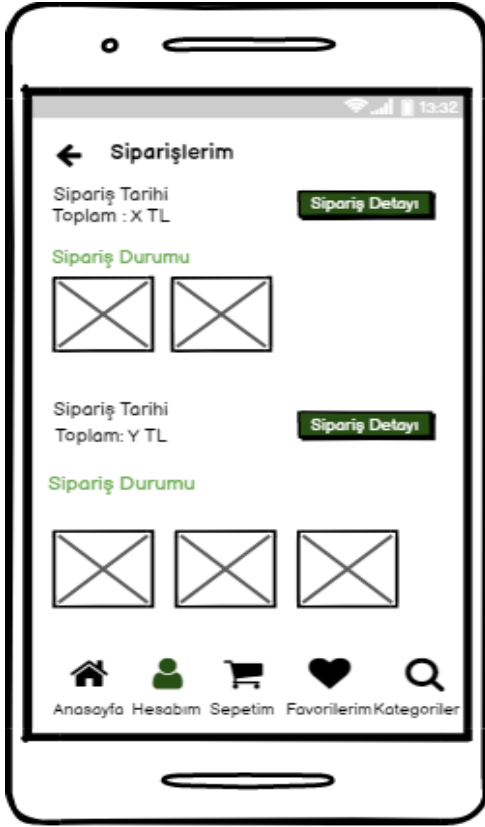 13:32
Siparişlerim
Sipariş Tarihi
Toplam : X TL
Sipariş Detayı
Sipariş Durumu
Sipariş Tarihi
Toplam: Y TL
Sipariş Detayı
Sipariş Durumu
Anasayfa Hesabım Sepetim Favorilerim Kategoriler